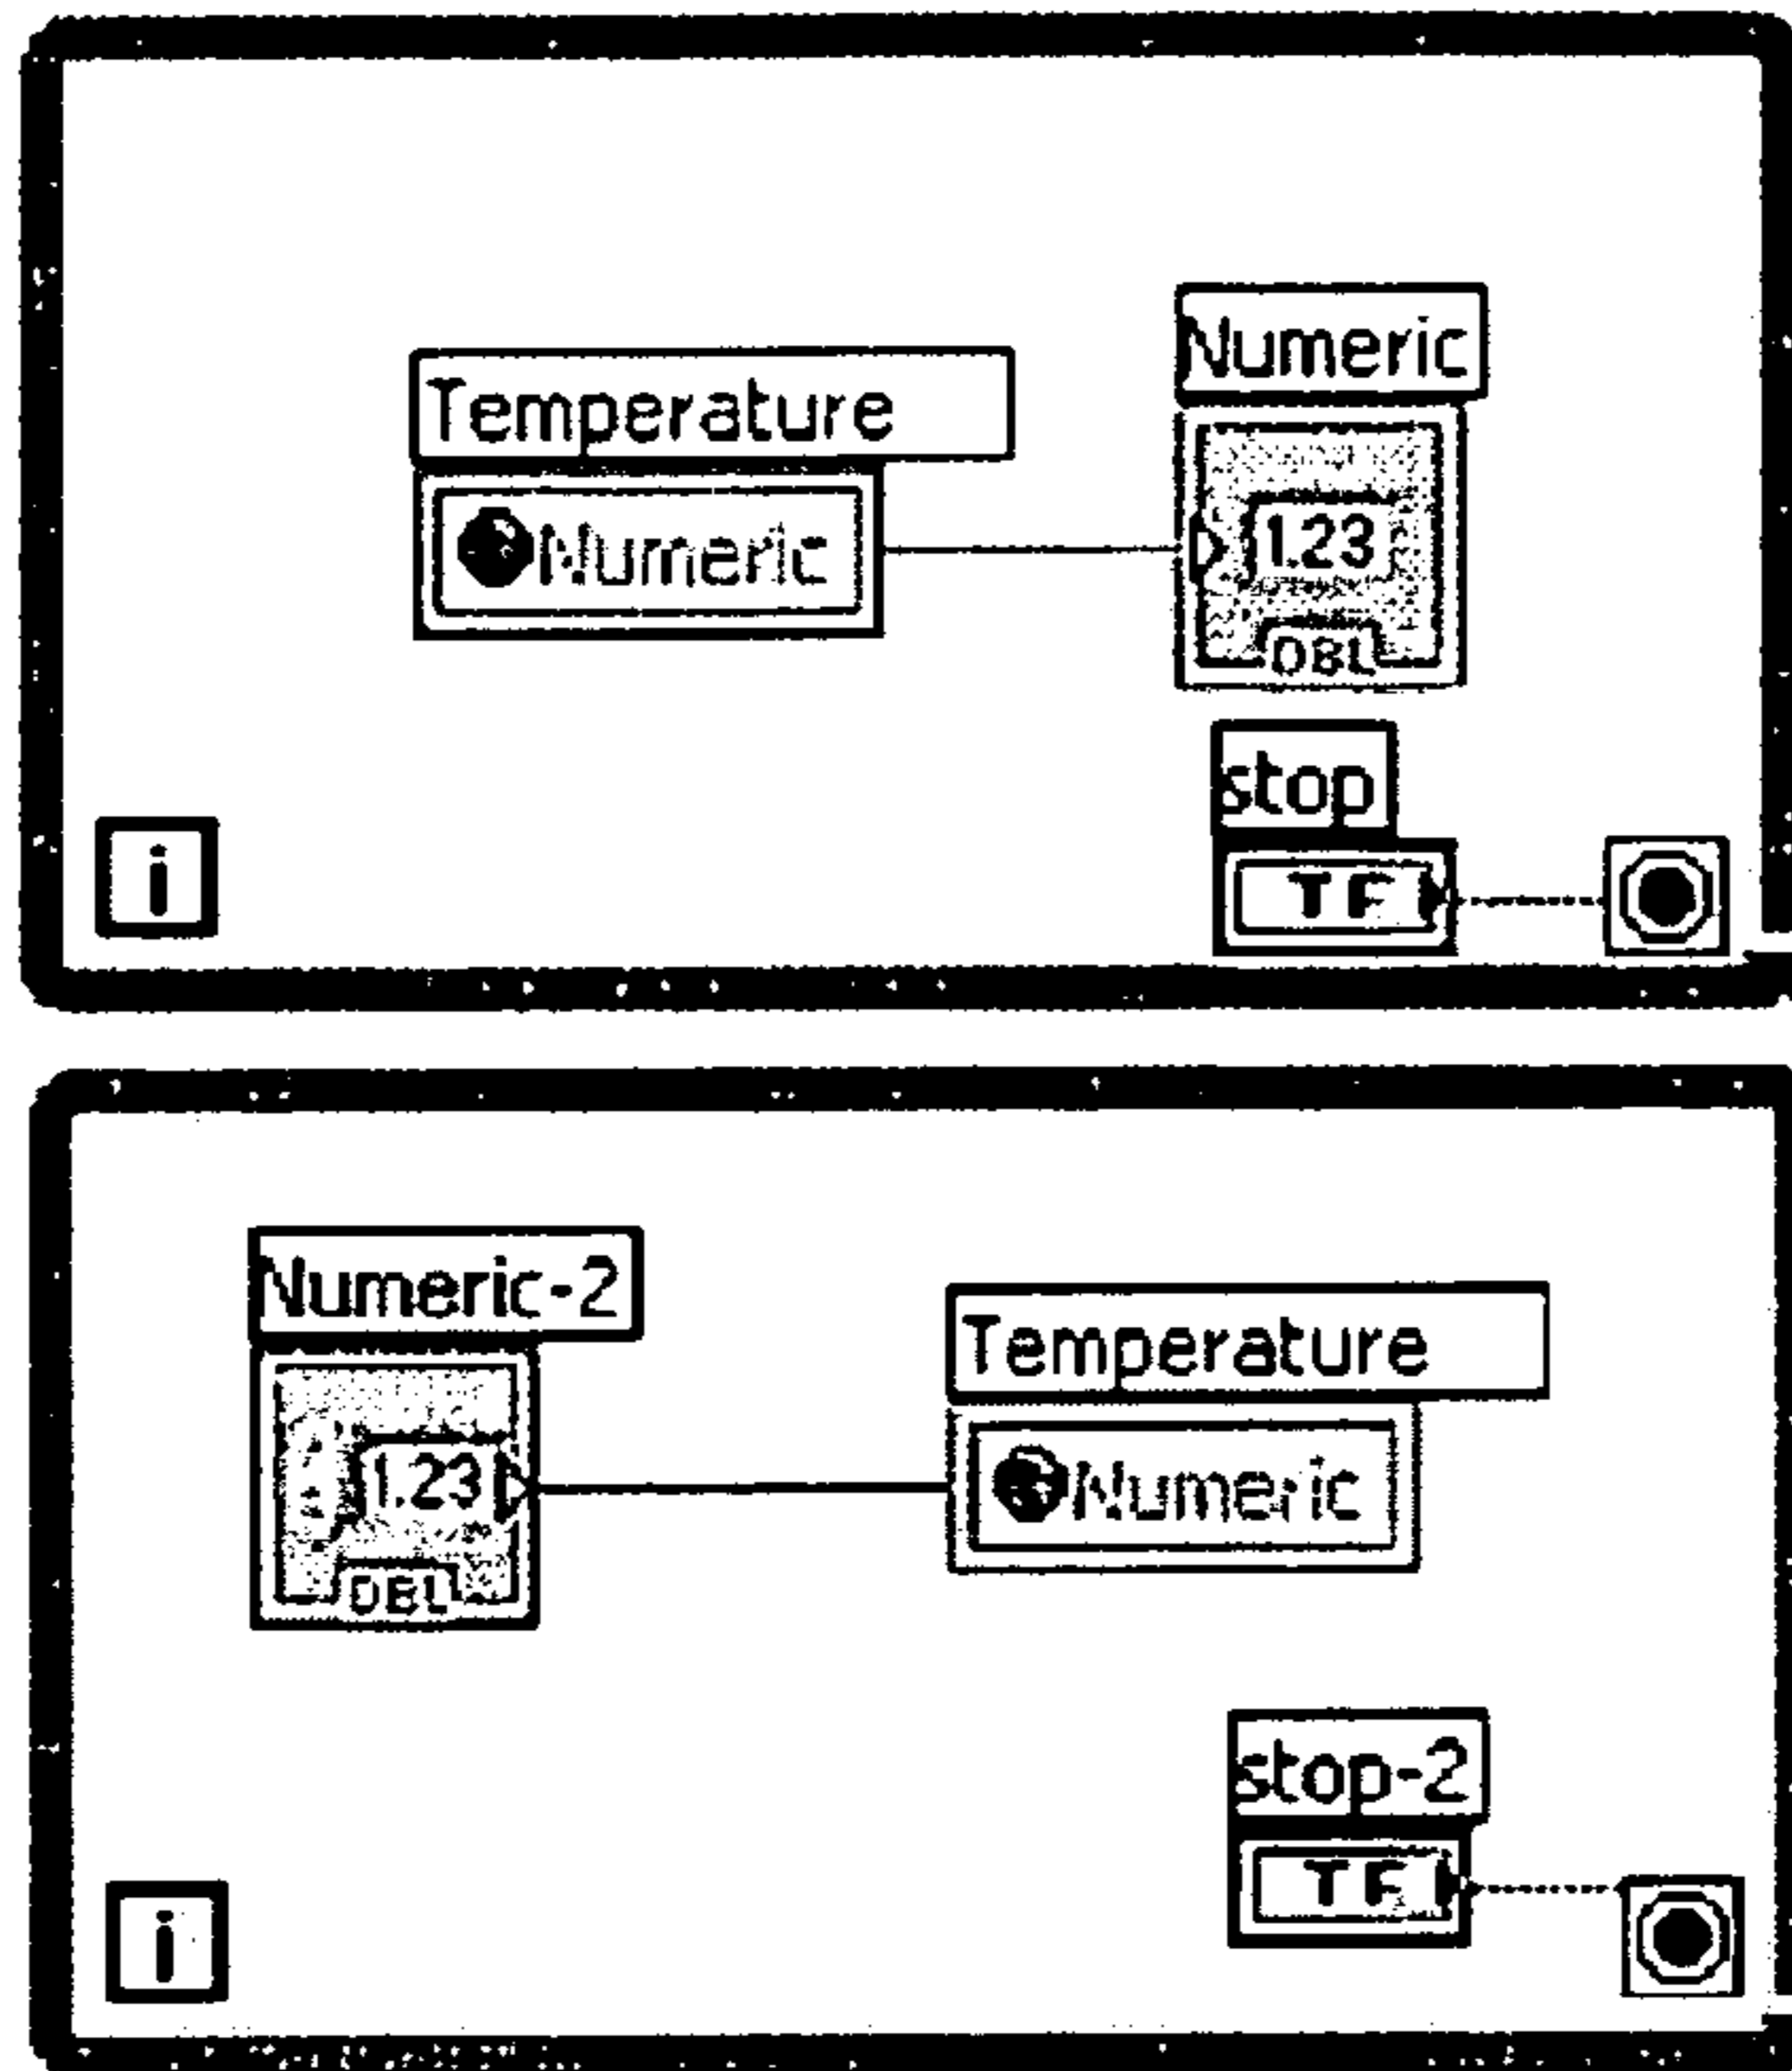 Numeric
Temperature
Numeric
1.23
DBL
stop
TF
i
Numeric-2
Temperature
1.23
Numeric
DBL
stop-2
TF
i